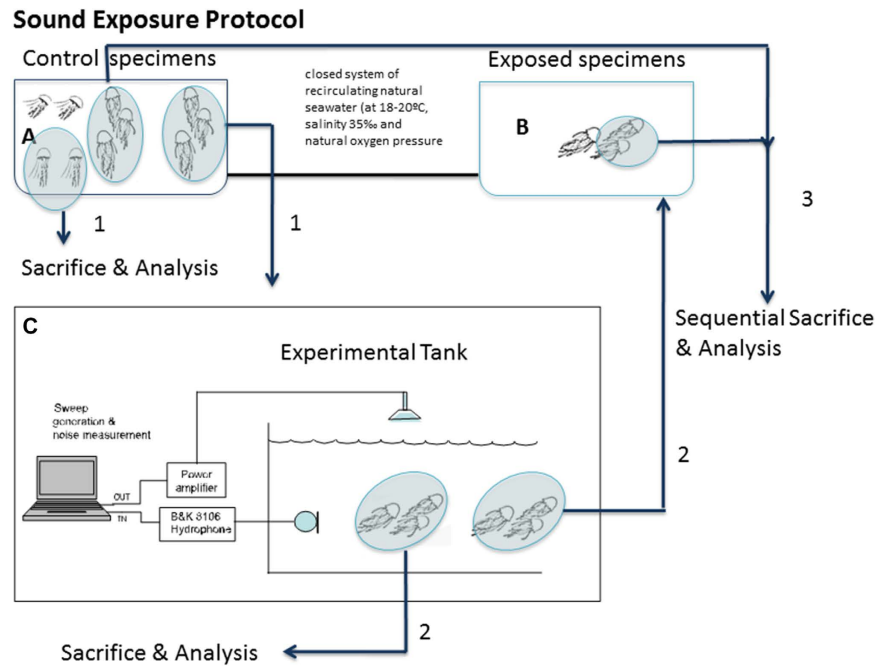 Sound Exposure Protocol
Control specimens
Exposed specimens
closed system of
recirculating natural
seawater (at 18-20ºC,
salinity 35‰ and
natural oxygen pressure
A
B
1
1
3
Sacrifice & Analysis
Sequential Sacrifice
& Analysis
C
Experimental Tank
Sweep
generation &
noise measurement
Power
amplifier
OUT
IN
B&K 8106
Hydrophone
2
2
Sacrifice & Analysis